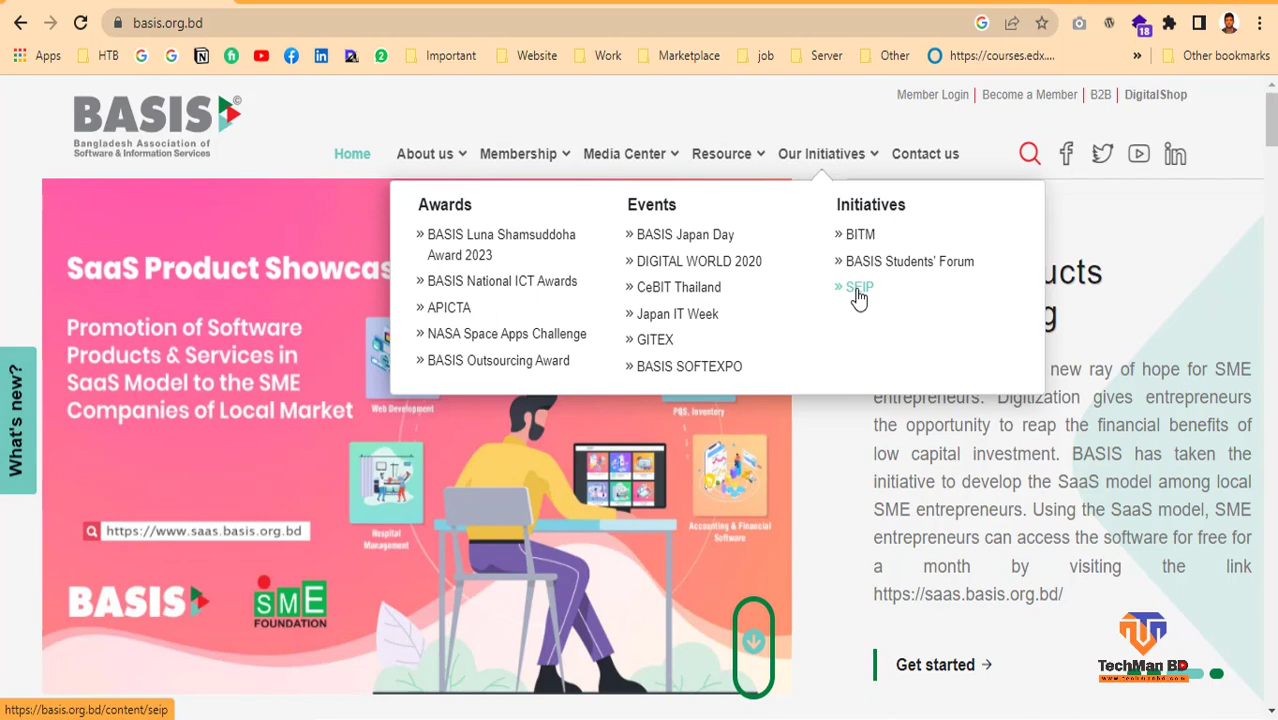 basis.org.bd
18
Apps
HTB
Important
Website
Work
Marketplace
job
Server
Other
https://courses.edx....
»
Other bookmarks
Member Login | Become a Member | B2B | DigitalShop
BASIS©
Bangladesh Association of
Software & Information Services
Home
About us
Membership
Media Center
Resource
Our Initiatives
Contact us
Awards
» BASIS Luna Shamsuddoha
Award 2023
» BASIS National ICT Awards
» APICTA
» NASA Space Apps Challenge
» BASIS Outsourcing Award
Events
» BASIS Japan Day
» DIGITAL WORLD 2020
» CeBIT Thailand
» Japan IT Week
» GITEX
» BASIS SOFTEXPO
Initiatives
» BITM
» BASIS Students' Forum
» SEIP
SaaS Product Showcas
Promotion of Software
Products & Services in
SaaS Model to the SME
Companies of Local Market
https://www.saas.basis.org.bd
BASIS
SME
FOUNDATION
Web Development
POS, Inventory
Hospital
Management
Accounting & Financial
Software
What's new?
ucts
g
new ray of hope for SME
entrepreneurs. Digitization gives entrepreneurs
the opportunity to reap the financial benefits of
low capital investment. BASIS has taken the
initiative to develop the SaaS model among local
SME entrepreneurs. Using the SaaS model, SME
entrepreneurs can access the software for free for
a month by visiting the link
https://saas.basis.org.bd/
Get started →
TechMan BD
www.techmanbd.com
https://basis.org.bd/content/seip